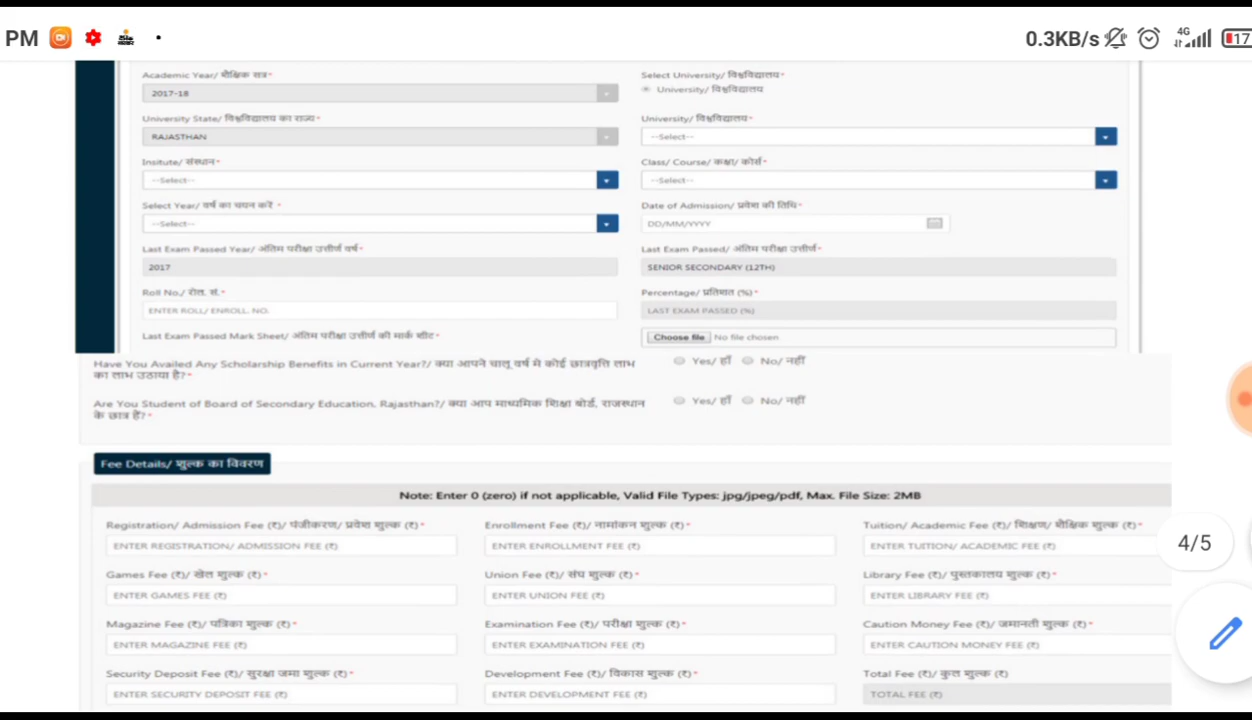 PM
0.3KB/s 4G 17
Academic Year/ शैक्षिक सत्र*
2017-18
Select University/ विश्वविद्यालय*
University/ विश्वविद्यालय
University State/ विश्वविद्यालय का राज्य*
RAJASTHAN
University/ विश्वविद्यालय*
--Select--
Insitute/ संस्थान*
--Select--
Class/ Course/ कक्षा/ कोर्स*
--Select--
Select Year/ वर्ष का चयन करें *
--Select--
Date of Admission/ प्रवेश की तिथि*
DD/MM/YYYY
Last Exam Passed Year/ अंतिम परीक्षा उत्तीर्ण वर्ष*
2017
Last Exam Passed/ अंतिम परीक्षा उत्तीर्ण*
SENIOR SECONDARY (12TH)
Roll No./ रोल. सं.*
ENTER ROLL/ ENROLL. NO.
Percentage/ प्रतिशत (%)*
LAST EXAM PASSED (%)
Last Exam Passed Mark Sheet/ अंतिम परीक्षा उत्तीर्ण की मार्क शीट*
Choose file No file chosen
Have You Availed Any Scholarship Benefits in Current Year?/ क्या आपने चालू वर्ष मे कोई छात्रवृति लाभ
का लाभ उठाया है?*
Yes/ हाँ No/ नहीं
Are You Student of Board of Secondary Education, Rajasthan?/ क्या आप माध्यमिक शिक्षा बोर्ड, राजस्थान
के छात्र हैं?*
Yes/ हाँ No/ नहीं
Fee Details/ शुल्क का विवरण
Note: Enter 0 (zero) if not applicable, Valid File Types: jpg/jpeg/pdf, Max. File Size: 2MB
Registration/ Admission Fee (₹)/ पंजीकरण/ प्रवेश शुल्क (₹)*
ENTER REGISTRATION/ ADMISSION FEE (₹)
Enrollment Fee (₹)/ नामांकन शुल्क (₹)*
ENTER ENROLLMENT FEE (₹)
Tuition/ Academic Fee (₹)/ शिक्षण/ शैक्षिक शुल्क (₹)*
ENTER TUITION/ ACADEMIC FEE (₹)
4/5
Games Fee (₹)/ खेल शुल्क (₹)*
ENTER GAMES FEE (₹)
Union Fee (₹)/ संघ शुल्क (₹)*
ENTER UNION FEE (₹)
Library Fee (₹)/ पुस्तकालय शुल्क (₹)*
ENTER LIBRARY FEE (₹)
Magazine Fee (₹)/ पत्रिका शुल्क (₹)*
ENTER MAGAZINE FEE (₹)
Examination Fee (₹)/ परीक्षा शुल्क (₹)*
ENTER EXAMINATION FEE (₹)
Caution Money Fee (₹)/ जमानती शुल्क (₹)*
ENTER CAUTION MONEY FEE (₹)
Security Deposit Fee (₹)/ सुरक्षा जमा शुल्क (₹)*
ENTER SECURITY DEPOSIT FEE (₹)
Development Fee (₹)/ विकास शुल्क (₹)*
ENTER DEVELOPMENT FEE (₹)
Total Fee (₹)/ कुल शुल्क (₹)
TOTAL FEE (₹)